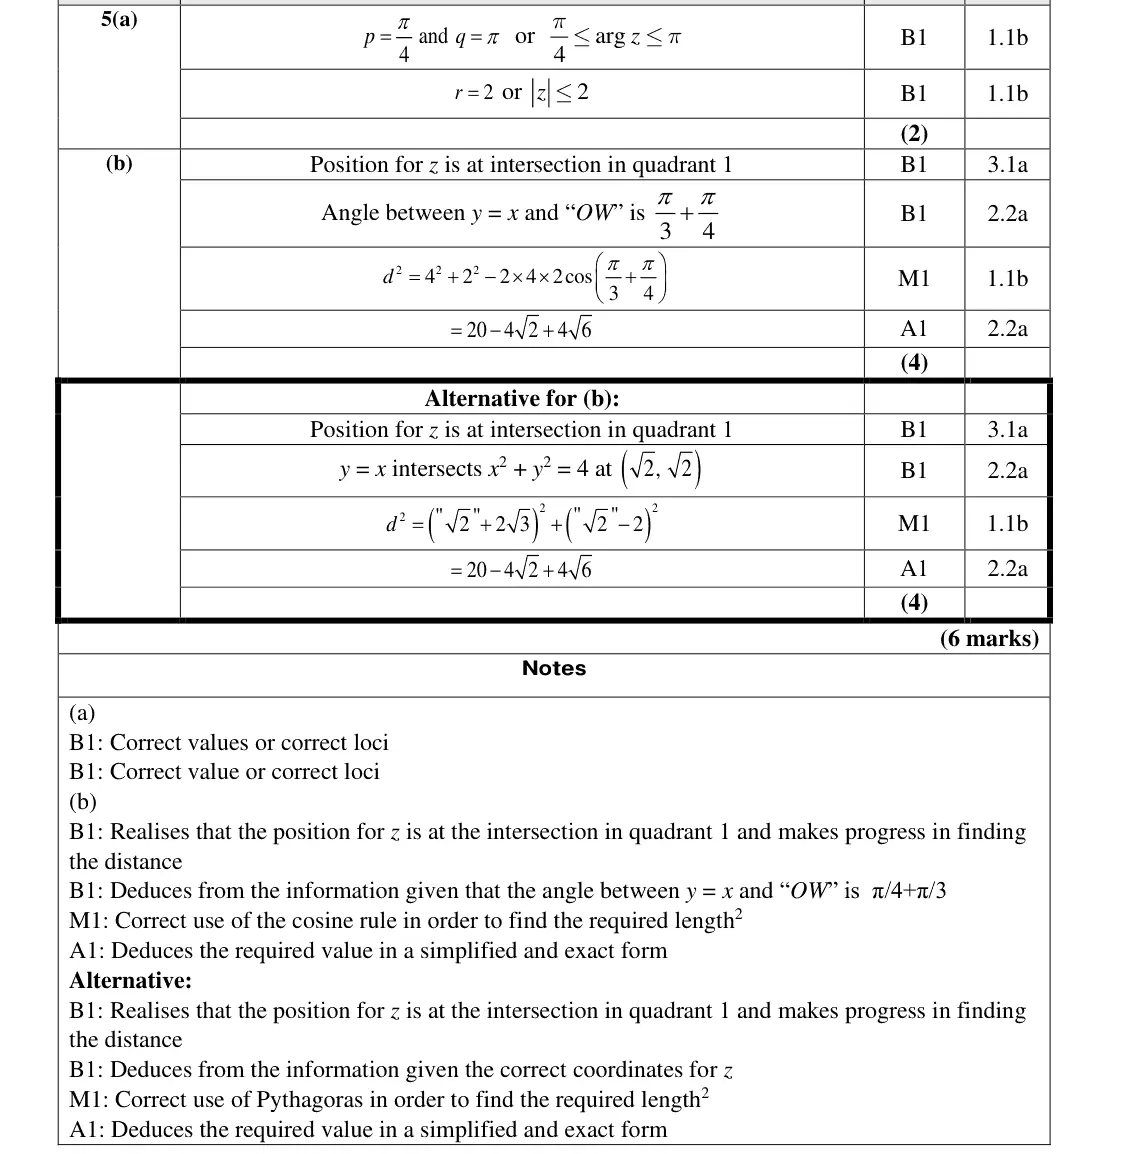 5(a) p = π/4 and q = π or π/4 ≤ arg z ≤ π B1 1.1b
r = 2 or |z| ≤ 2 B1 1.1b
(2)
(b) Position for z is at intersection in quadrant 1 B1 3.1a
Angle between y = x and “OW” is π/3 + π/4 B1 2.2a
d² = 4² + 2² − 2×4×2cos(π/3 + π/4) M1 1.1b
= 20 − 4√2 + 4√6 A1 2.2a
(4)
Alternative for (b):
Position for z is at intersection in quadrant 1 B1 3.1a
y = x intersects x² + y² = 4 at (√2, √2) B1 2.2a
d² = ("√2" + 2√3)² + ("√2" − 2)² M1 1.1b
= 20 − 4√2 + 4√6 A1 2.2a
(4)
(6 marks)
Notes
(a)
B1: Correct values or correct loci
B1: Correct value or correct loci
(b)
B1: Realises that the position for z is at the intersection in quadrant 1 and makes progress in finding
the distance
B1: Deduces from the information given that the angle between y = x and “OW” is π/4+π/3
M1: Correct use of the cosine rule in order to find the required length²
A1: Deduces the required value in a simplified and exact form
Alternative:
B1: Realises that the position for z is at the intersection in quadrant 1 and makes progress in finding
the distance
B1: Deduces from the information given the correct coordinates for z
M1: Correct use of Pythagoras in order to find the required length²
A1: Deduces the required value in a simplified and exact form